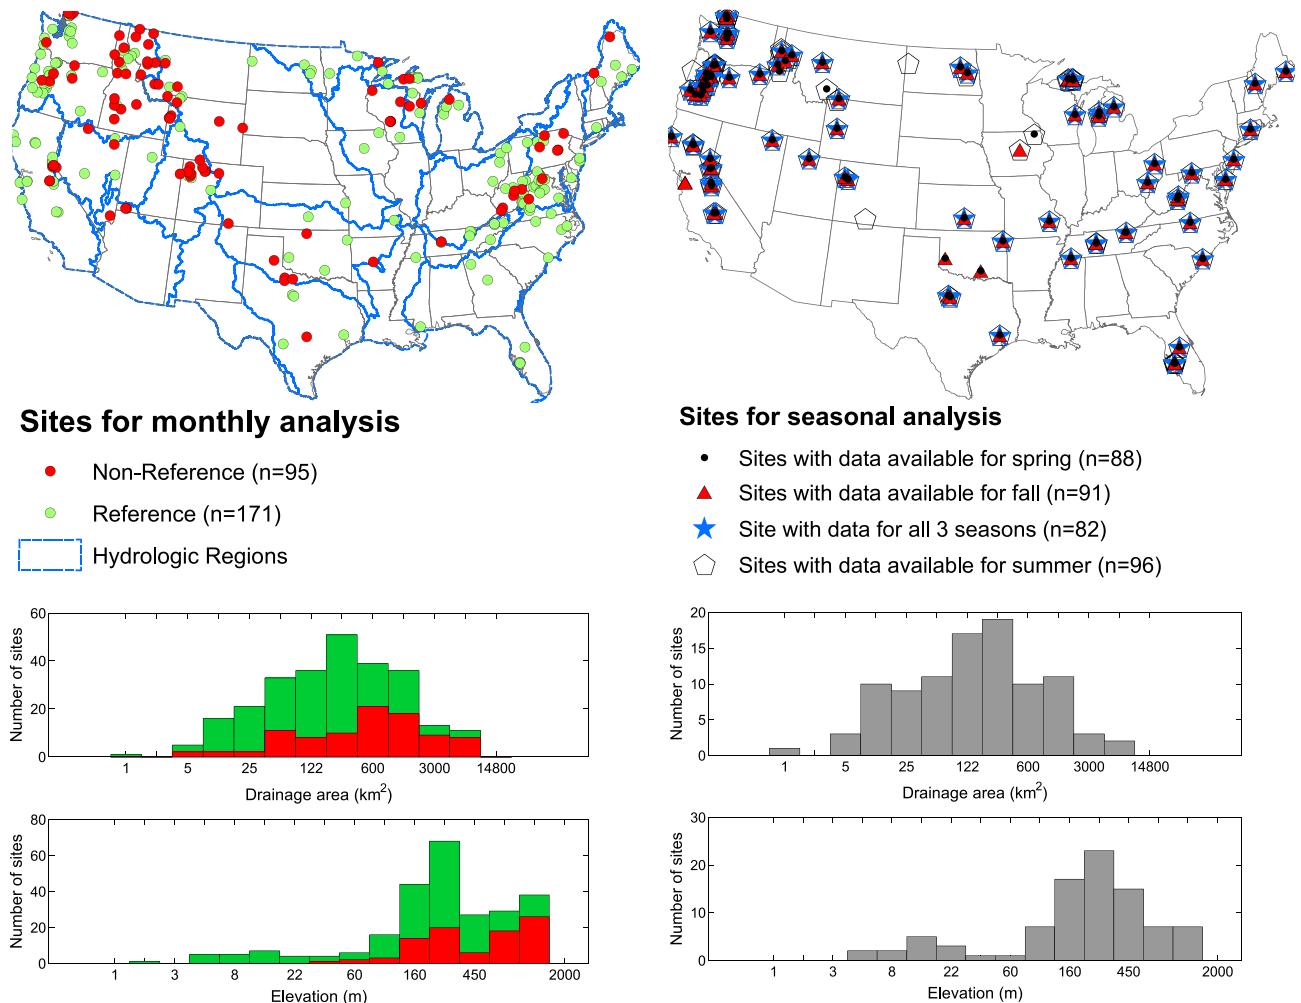 Sites for monthly analysis
Non-Reference (n=95)
Reference (n=171)
Hydrologic Regions
Sites for seasonal analysis
Sites with data available for spring (n=88)
Sites with data available for fall (n=91)
Site with data for all 3 seasons (n=82)
Sites with data available for summer (n=96)
Number of sites
60
40
20
0
1 5 25 122 600 3000 14800
Drainage area (km²)
Number of sites
20
15
10
5
0
1 5 25 122 600 3000 14800
Drainage area (km²)
Number of sites
80
60
40
20
0
1 3 8 22 60 160 450 2000
Elevation (m)
Number of sites
30
20
10
0
1 3 8 22 60 160 450 2000
Elevation (m)